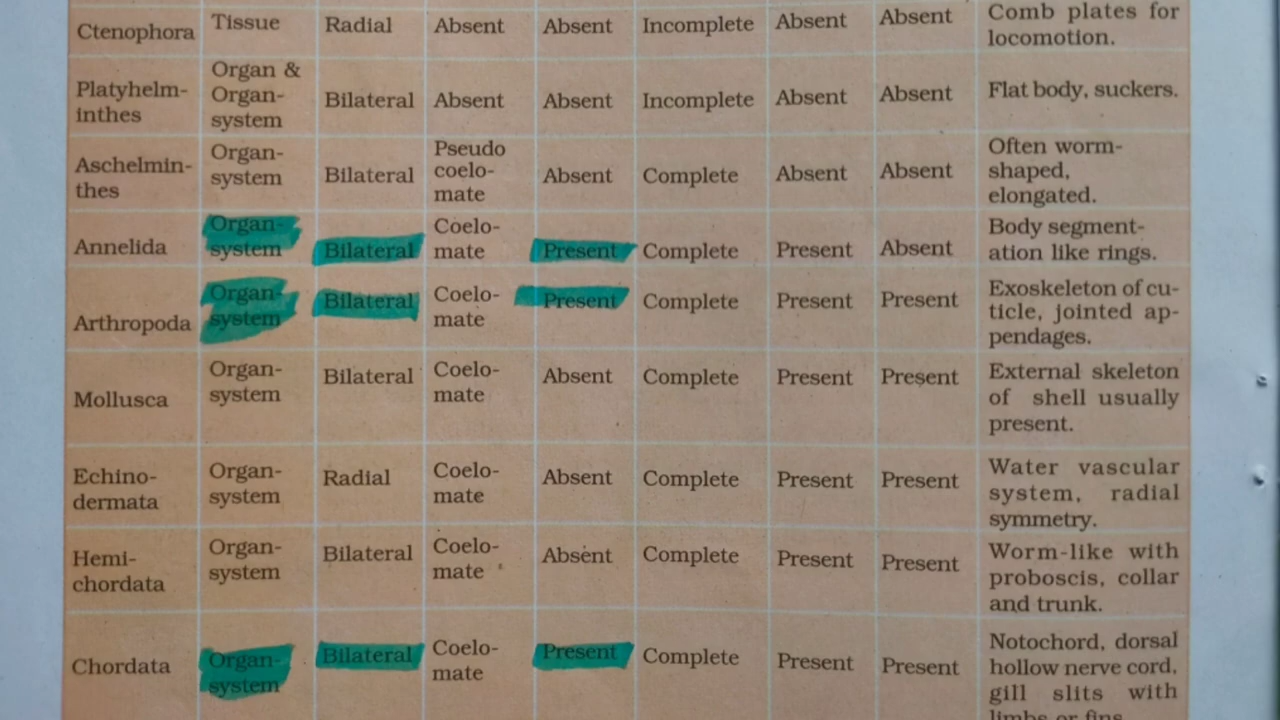 Ctenophora Tissue Radial Absent Absent Incomplete Absent Absent Comb plates for
locomotion.
Platyhelm-
inthes
Organ &
Organ-
system
Bilateral Absent Absent Incomplete Absent Absent Flat body, suckers.
Aschelmin-
thes
Organ-
system
Bilateral
Pseudo
coelo-
mate
Absent Complete Absent Absent
Often worm-
shaped,
elongated.
Annelida
Organ-
system
Bilateral
Coelo-
mate
Present Complete Present Absent
Body segment-
ation like rings.
Arthropoda
Organ-
system
Bilateral
Coelo-
mate
Present Complete Present Present
Exoskeleton of cu-
ticle, jointed ap-
pendages.
Mollusca
Organ-
system
Bilateral
Coelo-
mate
Absent Complete Present Present
External skeleton
of shell usually
present.
Echino-
dermata
Organ-
system
Radial
Coelo-
mate
Absent Complete Present Present
Water vascular
system, radial
symmetry.
Hemi-
chordata
Organ-
system
Bilateral
Coelo-
mate
Absent Complete Present Present
Worm-like with
proboscis, collar
and trunk.
Chordata
Organ-
system
Bilateral
Coelo-
mate
Present Complete Present Present
Notochord, dorsal
hollow nerve cord,
gill slits with
limbs or fins